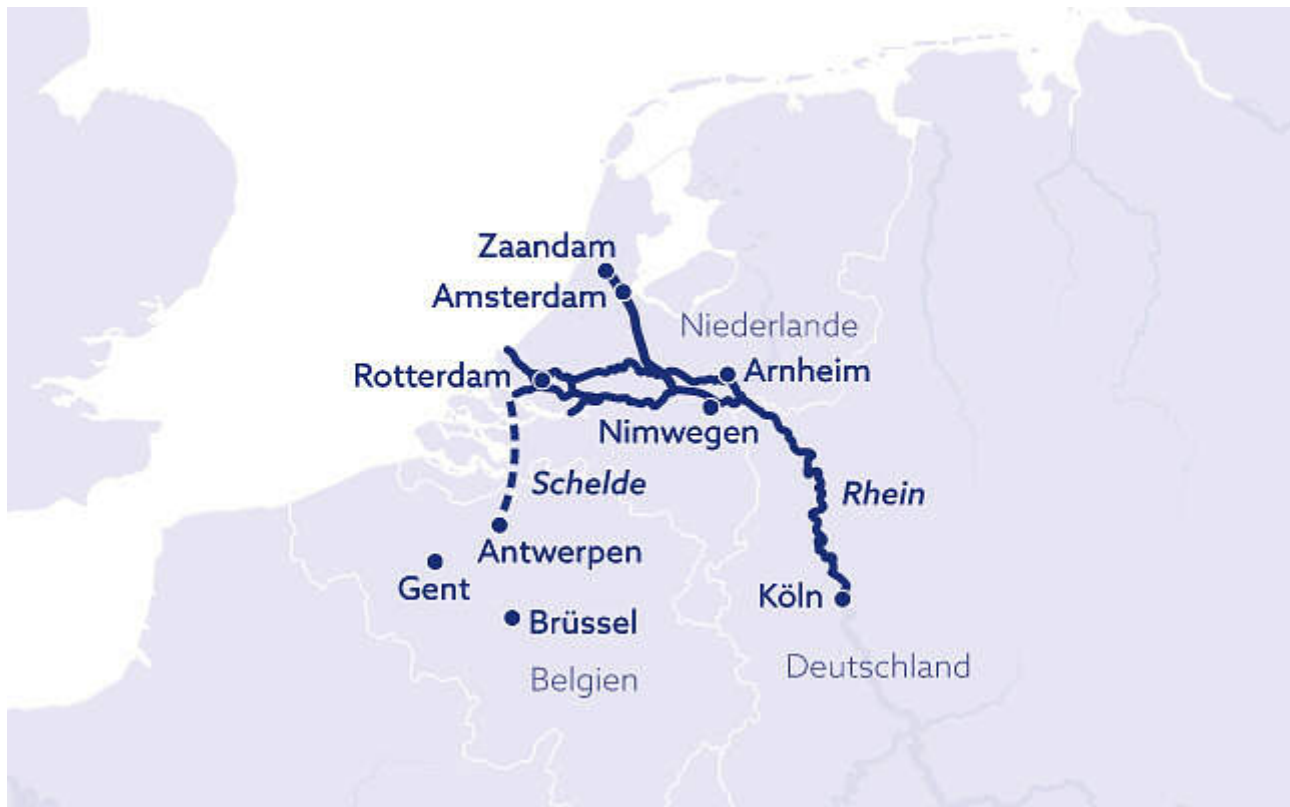 Zaandam
Amsterdam
Niederlande
Rotterdam
Arnheim
Nimwegen
Schelde
Rhein
Antwerpen
Gent
Köln
Brüssel
Deutschland
Belgien